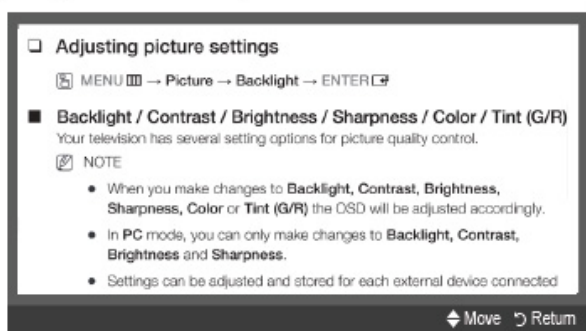 Adjusting picture settings
MENU → Picture → Backlight → ENTER
Backlight / Contrast / Brightness / Sharpness / Color / Tint (G/R)
Your television has several setting options for picture quality control.
NOTE
When you make changes to Backlight, Contrast, Brightness,
Sharpness, Color or Tint (G/R) the OSD will be adjusted accordingly.
In PC mode, you can only make changes to Backlight, Contrast,
Brightness and Sharpness.
Settings can be adjusted and stored for each external device connected
Move Return